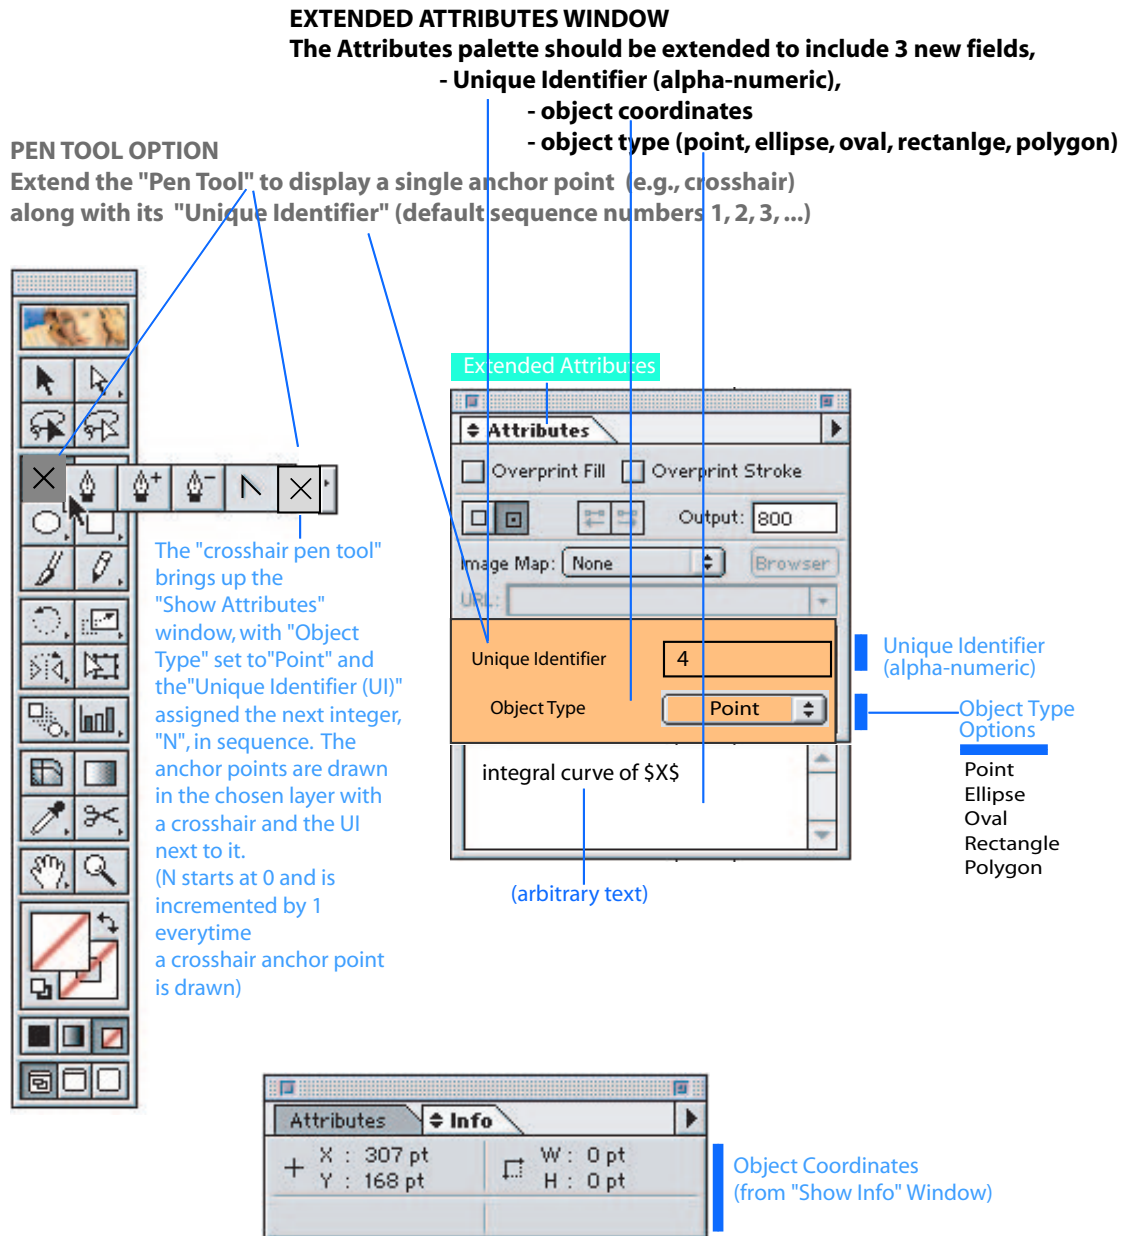 EXTENDED ATTRIBUTES WINDOW
The Attributes palette should be extended to include 3 new fields,
- Unique Identifier (alpha-numeric),
- object coordinates
- object type (point, ellipse, oval, rectanlge, polygon)
PEN TOOL OPTION
Extend the "Pen Tool" to display a single anchor point (e.g., crosshair)
along with its "Unique Identifier" (default sequence numbers 1, 2, 3, ...)
Extended Attributes
Attributes
Overprint Fill Overprint Stroke
Output: 800
Image Map: None Browser
URL:
Unique Identifier 4
Object Type Point
integral curve of $X$
(arbitrary text)
Unique Identifier
(alpha-numeric)
Object Type
Options
Point
Ellipse
Oval
Rectangle
Polygon
The "crosshair pen tool"
brings up the
"Show Attributes"
window, with "Object
Type" set to"Point" and
the"Unique Identifier (UI)"
assigned the next integer,
"N", in sequence. The
anchor points are drawn
in the chosen layer with
a crosshair and the UI
next to it.
(N starts at 0 and is
incremented by 1
everytime
a crosshair anchor point
is drawn)
Attributes Info
X : 307 pt W : 0 pt
Y : 168 pt H : 0 pt
Object Coordinates
(from "Show Info" Window)